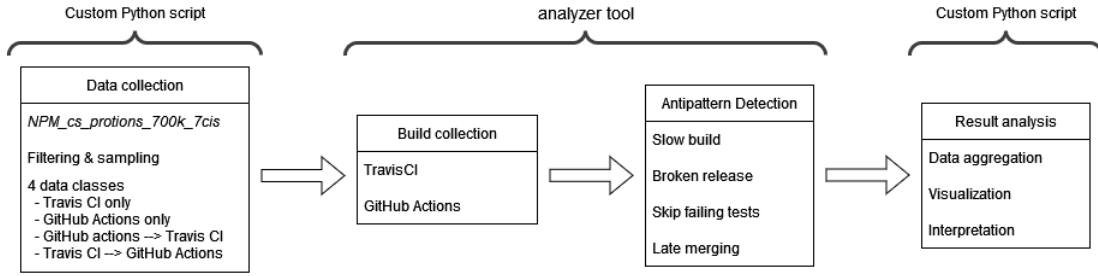 Custom Python script
analyzer tool
Custom Python script
Data collection
NPM_cs_protions_700k_7cis
Filtering & sampling
4 data classes
- Travis CI only
- GitHub Actions only
- GitHub actions --> Travis CI
- Travis CI --> GitHub Actions
Build collection
TravisCI
GitHub Actions
Antipattern Detection
Slow build
Broken release
Skip failing tests
Late merging
Result analysis
Data aggregation
Visualization
Interpretation